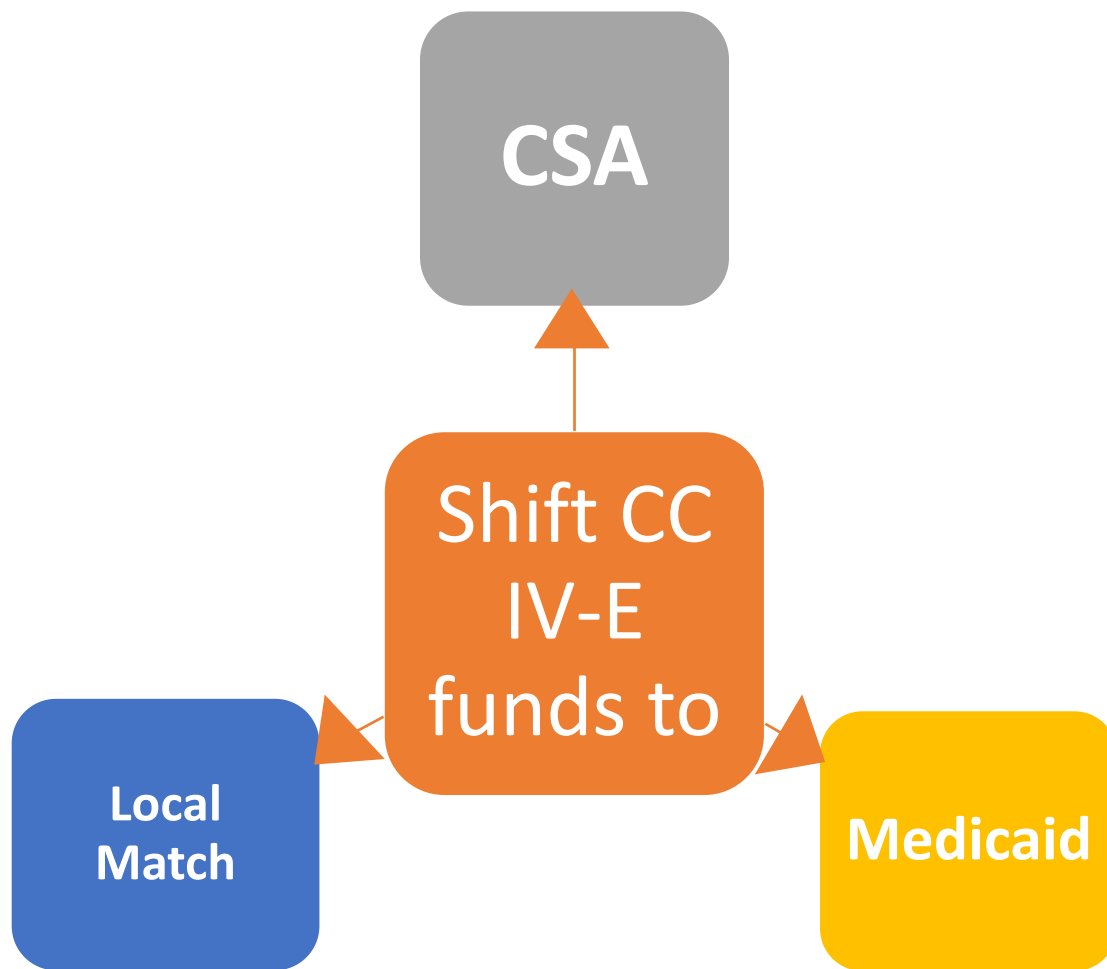 CSA
Shift CC
IV-E
funds to
Local
Match
Medicaid